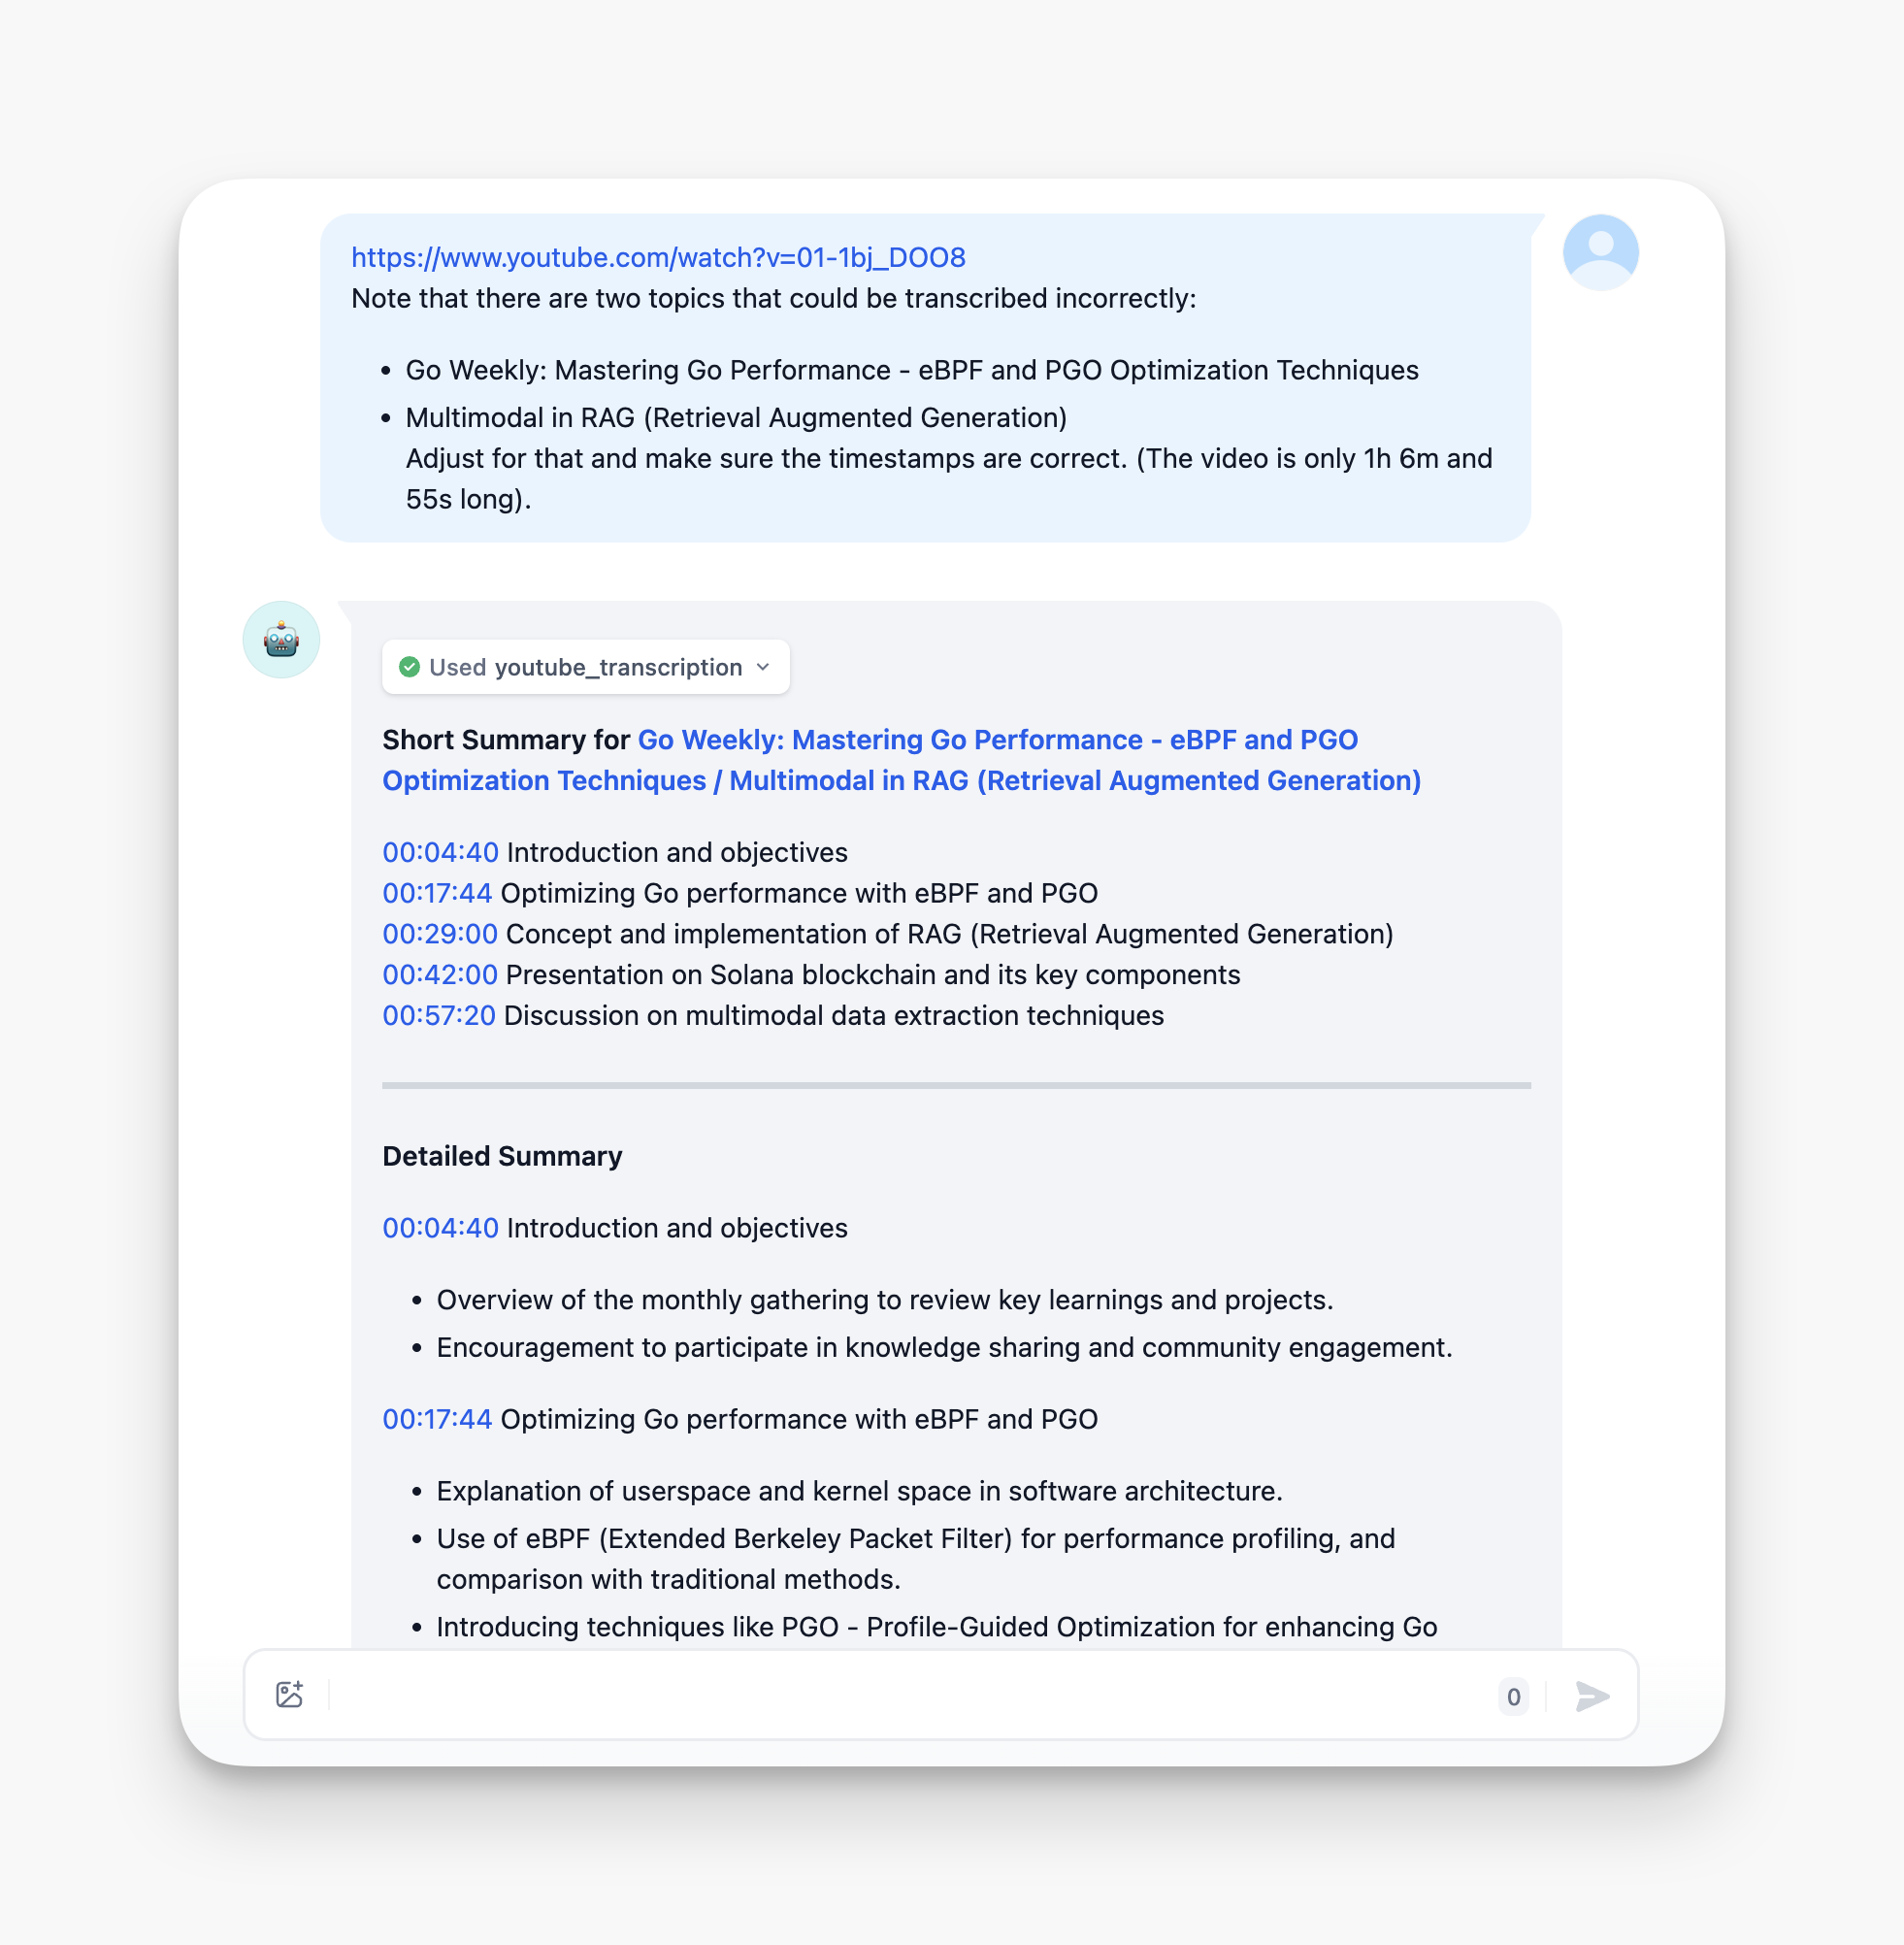 https://www.youtube.com/watch?v=01-1bj_DOO8
Note that there are two topics that could be transcribed incorrectly:
• Go Weekly: Mastering Go Performance - eBPF and PGO Optimization Techniques
• Multimodal in RAG (Retrieval Augmented Generation)
Adjust for that and make sure the timestamps are correct. (The video is only 1h 6m and
55s long).
Used youtube_transcription
Short Summary for Go Weekly: Mastering Go Performance - eBPF and PGO
Optimization Techniques / Multimodal in RAG (Retrieval Augmented Generation)
00:04:40 Introduction and objectives
00:17:44 Optimizing Go performance with eBPF and PGO
00:29:00 Concept and implementation of RAG (Retrieval Augmented Generation)
00:42:00 Presentation on Solana blockchain and its key components
00:57:20 Discussion on multimodal data extraction techniques
Detailed Summary
00:04:40 Introduction and objectives
• Overview of the monthly gathering to review key learnings and projects.
• Encouragement to participate in knowledge sharing and community engagement.
00:17:44 Optimizing Go performance with eBPF and PGO
• Explanation of userspace and kernel space in software architecture.
• Use of eBPF (Extended Berkeley Packet Filter) for performance profiling, and
comparison with traditional methods.
• Introducing techniques like PGO - Profile-Guided Optimization for enhancing Go
0